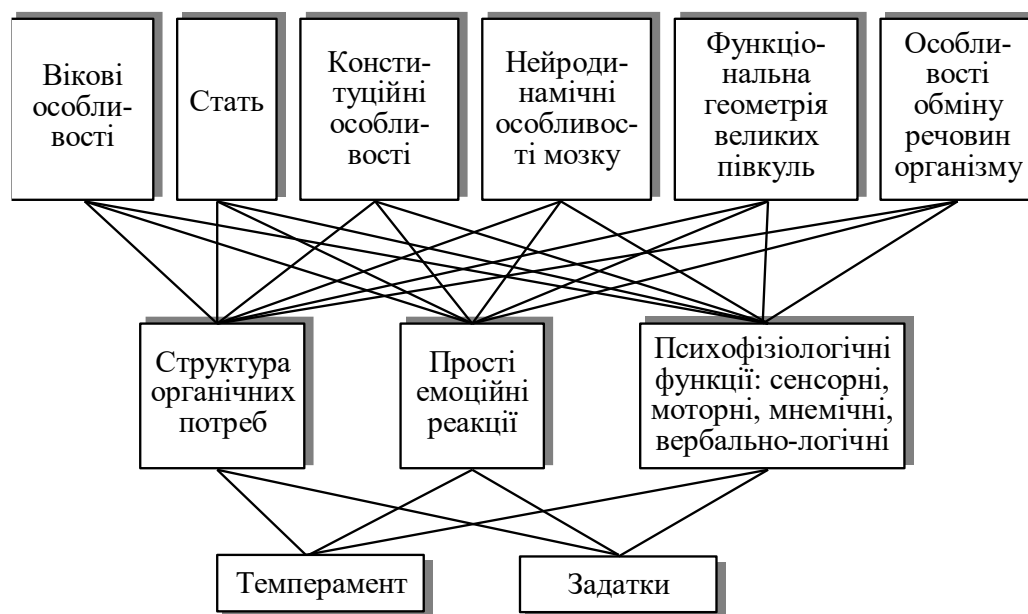 Вікові
особли-
вості
Стать
Консти-
туційні
особли-
вості
Нейроди-
намічні
особливос-
ті мозку
Функціо-
нальна
геометрія
великих
півкуль
Особли-
вості
обміну
речовин
організму
Структура
органічних
потреб
Прості
емоційні
реакції
Психофізіологічні
функції: сенсорні,
моторні, мнемічні,
вербально-логічні
Темперамент
Задатки